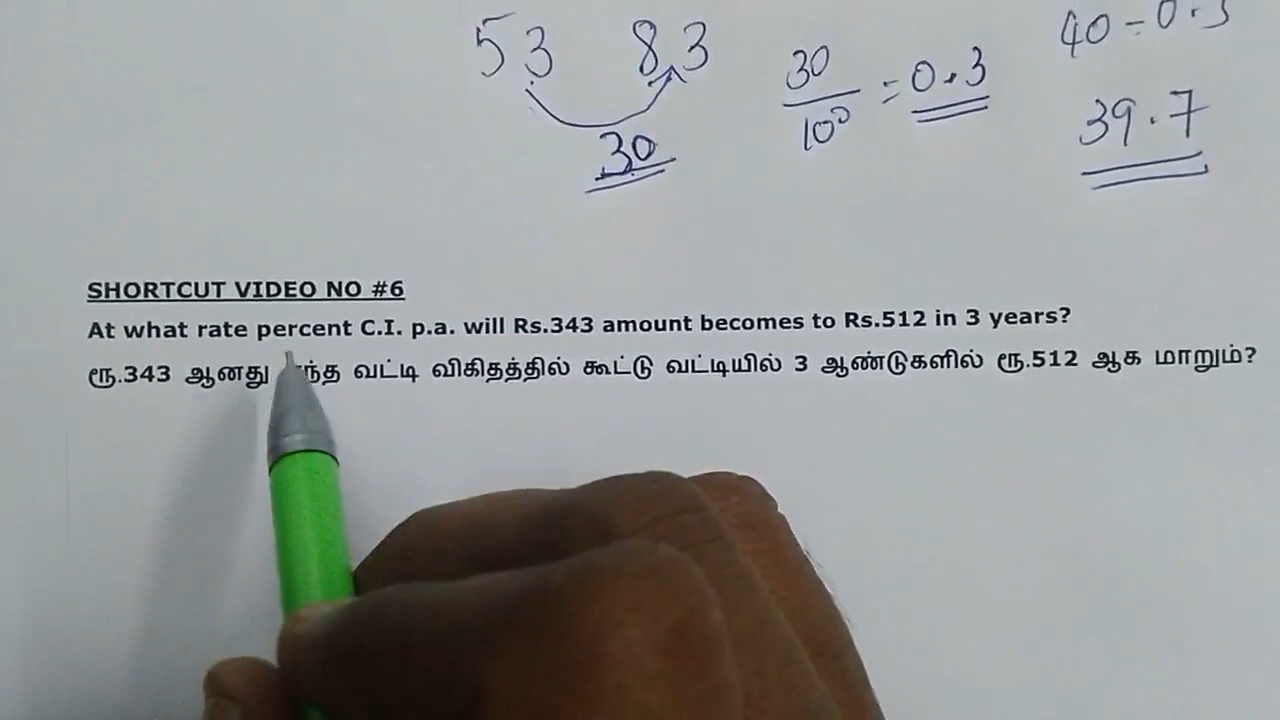 53 83 30/100 = 0.3 40 - 0.3
30 39.7
SHORTCUT VIDEO NO #6
At what rate percent C.I. p.a. will Rs.343 amount becomes to Rs.512 in 3 years?
ரூ.343 ஆனது வட்டி விகிதத்தில் கூட்டு வட்டியில் 3 ஆண்டுகளில் ரூ.512 ஆக மாறும்?